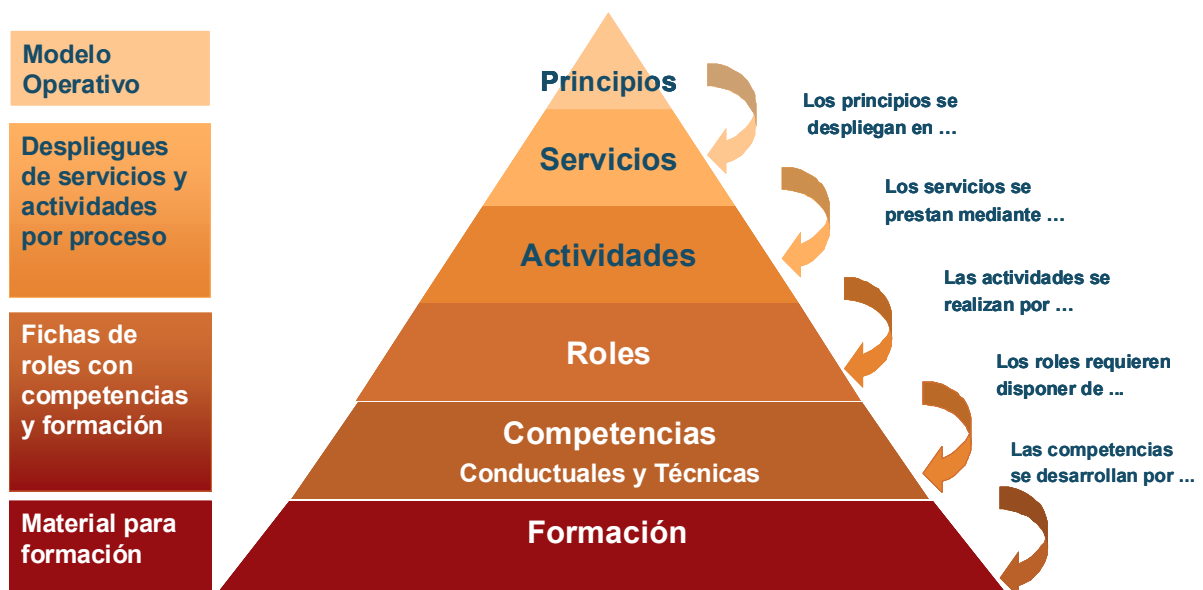 Modelo
Operativo
Despliegues
de servicios y
actividades
por proceso
Fichas de
roles con
competencias
y formación
Material para
formación
Principios
Servicios
Actividades
Roles
Competencias
Conductuales y Técnicas
Formación
Los principios se
despliegan en …
Los servicios se
prestan mediante …
Las actividades se
realizan por …
Los roles requieren
disponer de ...
Las competencias
se desarrollan por ...